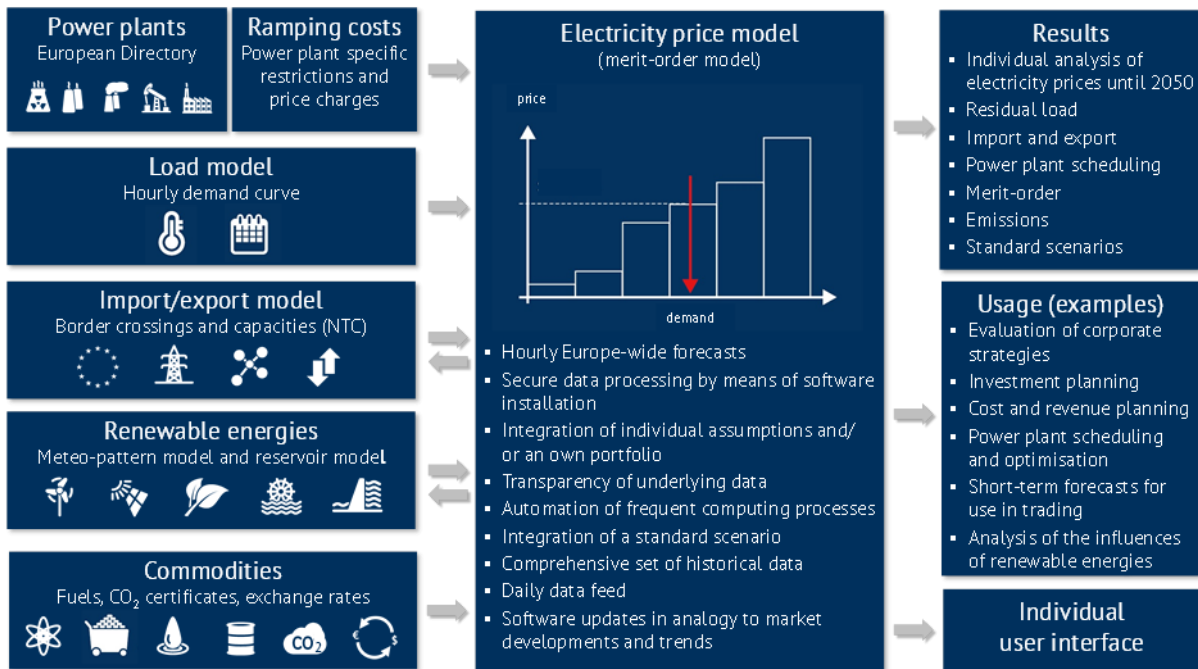 Power plants
European Directory
Ramping costs
Power plant specific
restrictions and
price charges
Load model
Hourly demand curve
Import/export model
Border crossings and capacities (NTC)
Renewable energies
Meteo-pattern model and reservoir model
Commodities
Fuels, CO₂ certificates, exchange rates
CO₂
€
$
Electricity price model
(merit-order model)
price
demand
▪ Hourly Europe-wide forecasts
▪ Secure data processing by means of software
installation
▪ Integration of individual assumptions and/
or an own portfolio
▪ Transparency of underlying data
▪ Automation of frequent computing processes
▪ Integration of a standard scenario
▪ Comprehensive set of historical data
▪ Daily data feed
▪ Software updates in analogy to market
developments and trends
Results
▪ Individual analysis of
electricity prices until 2050
▪ Residual load
▪ Import and export
▪ Power plant scheduling
▪ Merit-order
▪ Emissions
▪ Standard scenarios
Usage (examples)
▪ Evaluation of corporate
strategies
▪ Investment planning
▪ Cost and revenue planning
▪ Power plant scheduling
and optimisation
▪ Short-term forecasts for
use in trading
▪ Analysis of the influences
of renewable energies
Individual
user interface